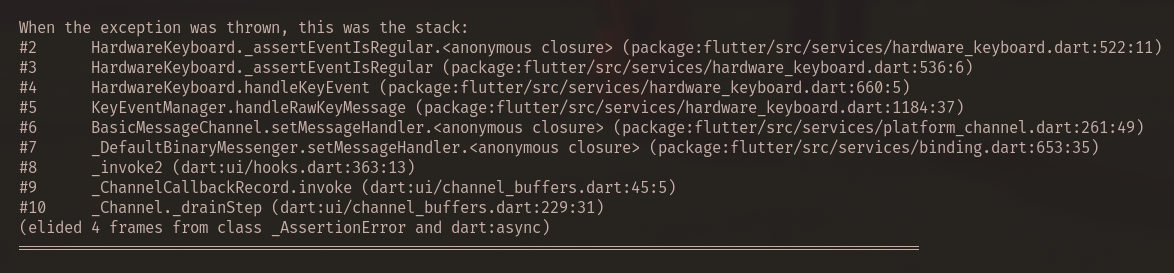 When the exception was thrown, this was the stack:
#2      HardwareKeyboard._assertEventIsRegular.<anonymous closure> (package:flutter/src/services/hardware_keyboard.dart:522:11)
#3      HardwareKeyboard._assertEventIsRegular (package:flutter/src/services/hardware_keyboard.dart:536:6)
#4      HardwareKeyboard.handleKeyEvent (package:flutter/src/services/hardware_keyboard.dart:660:5)
#5      KeyEventManager.handleRawKeyMessage (package:flutter/src/services/hardware_keyboard.dart:1184:37)
#6      BasicMessageChannel.setMessageHandler.<anonymous closure> (package:flutter/src/services/platform_channel.dart:261:49)
#7      _DefaultBinaryMessenger.setMessageHandler.<anonymous closure> (package:flutter/src/services/binding.dart:653:35)
#8      _invoke2 (dart:ui/hooks.dart:363:13)
#9      _ChannelCallbackRecord.invoke (dart:ui/channel_buffers.dart:45:5)
#10     _Channel._drainStep (dart:ui/channel_buffers.dart:229:31)
(elided 4 frames from class _AssertionError and dart:async)